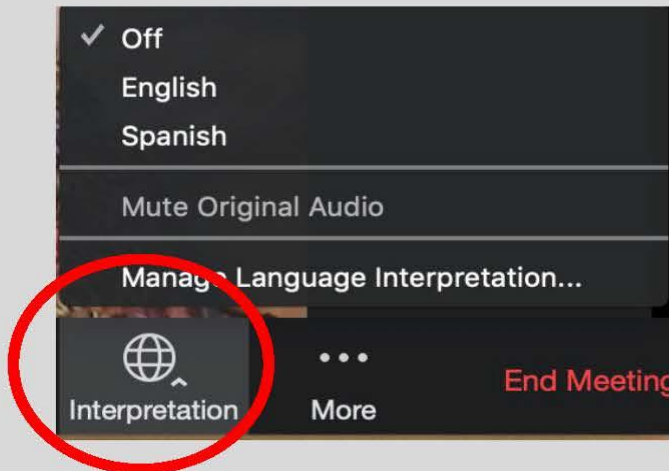 Off
English
Spanish
Mute Original Audio
Manage Language Interpretation...
Interpretation
More
End Meeting